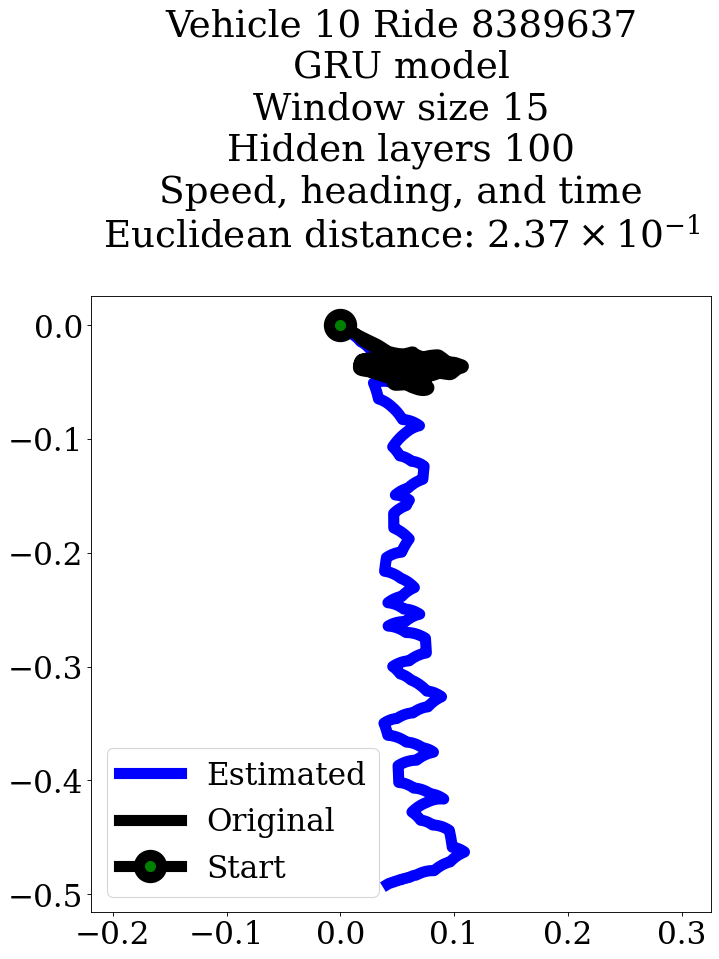 Vehicle 10 Ride 8389637
GRU model
Window size 15
Hidden layers 100
Speed, heading, and time
Euclidean distance: 2.37 × 10⁻¹
0.0
−0.1
−0.2
−0.3
−0.4
−0.5
Estimated
Original
Start
−0.2 −0.1 0.0 0.1 0.2 0.3